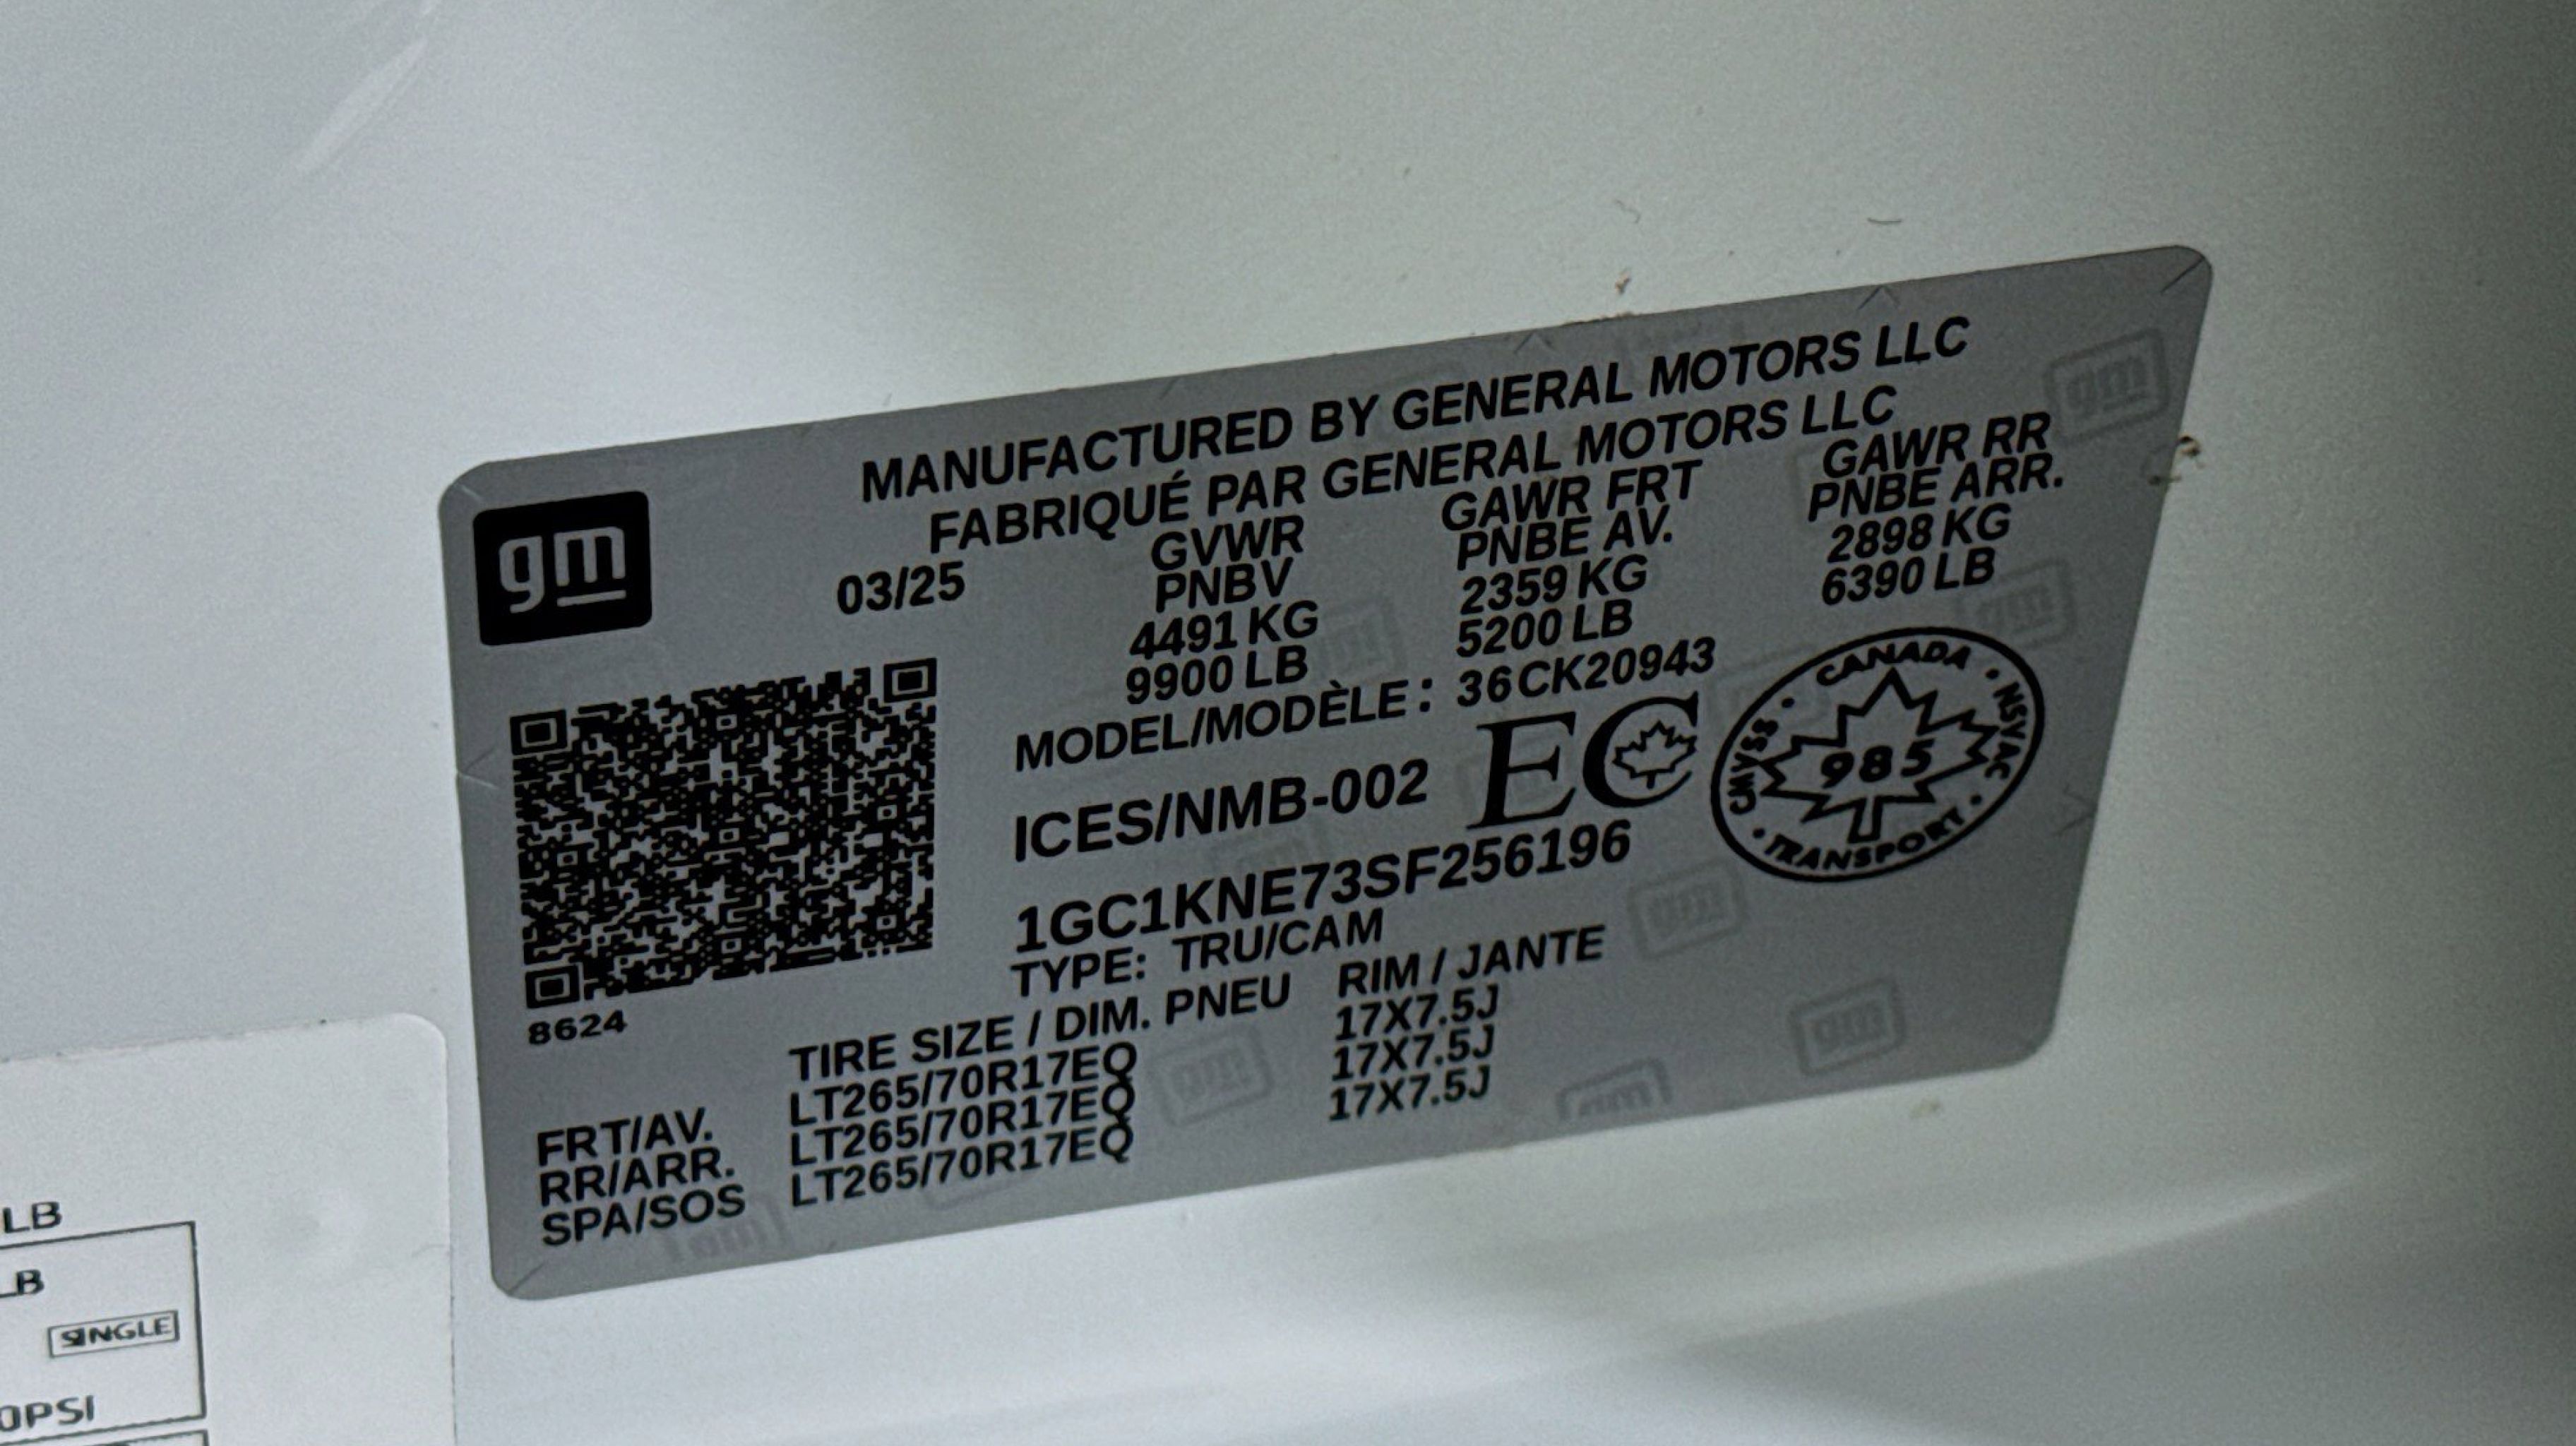 MANUFACTURED BY GENERAL MOTORS LLC
FABRIQUÉ PAR GENERAL MOTORS LLC
gm
03/25
GVWR
PNBV
4491 KG
9900 LB
GAWR FRT
PNBE AV.
2359 KG
5200 LB
GAWR RR
PNBE ARR.
2898 KG
6390 LB
MODEL/MODÈLE : 36CK20943
ICES/NMB-002
EC
CANADA • NSVAC • TRANSPORT • CMVSS •
985
1GC1KNE73SF256196
TYPE: TRU/CAM
8624
TIRE SIZE / DIM. PNEU RIM / JANTE
FRT/AV. LT265/70R17EQ 17X7.5J
RR/ARR. LT265/70R17EQ 17X7.5J
SPA/SOS LT265/70R17EQ 17X7.5J
LB
LB
SINGLE
0PSI